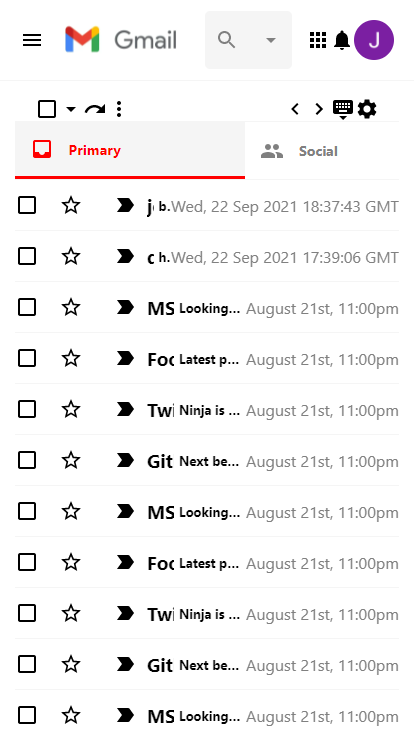 Gmail
J
Primary
Social
b. Wed, 22 Sep 2021 18:37:43 GMT
c h. Wed, 22 Sep 2021 17:39:06 GMT
MS Looking... August 21st, 11:00pm
Foo Latest p... August 21st, 11:00pm
Twi Ninja is ... August 21st, 11:00pm
Git Next be... August 21st, 11:00pm
MS Looking... August 21st, 11:00pm
Foo Latest p... August 21st, 11:00pm
Twi Ninja is ... August 21st, 11:00pm
Git Next be... August 21st, 11:00pm
MS Looking... August 21st, 11:00pm